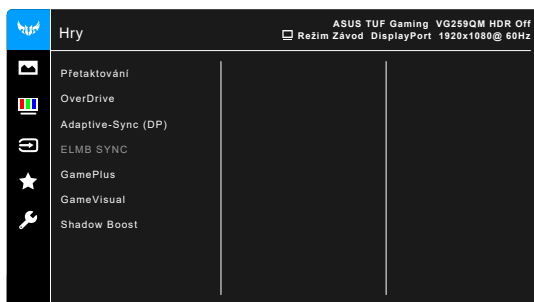 Hry
ASUS TUF Gaming VG259QM HDR Off
Režim Závod DisplayPort 1920x1080@ 60Hz
Přetaktování
OverDrive
Adaptive-Sync (DP)
ELMB SYNC
GamePlus
GameVisual
Shadow Boost